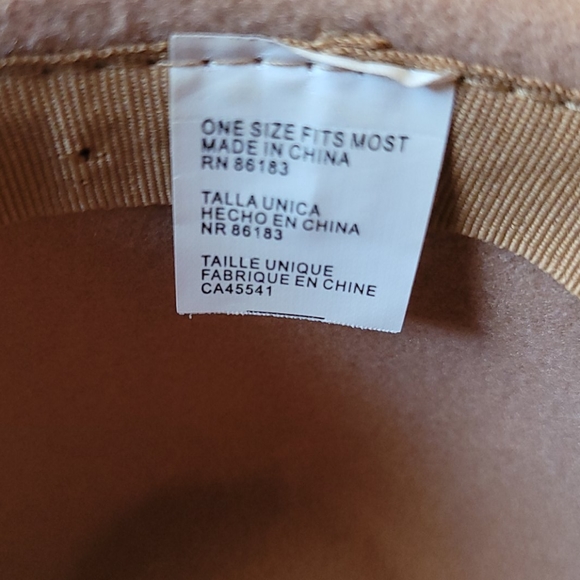 ONE SIZE FITS MOST
MADE IN CHINA
RN 86183
TALLA UNICA
HECHO EN CHINA
NR 86183
TAILLE UNIQUE
FABRIQUE EN CHINE
CA45541